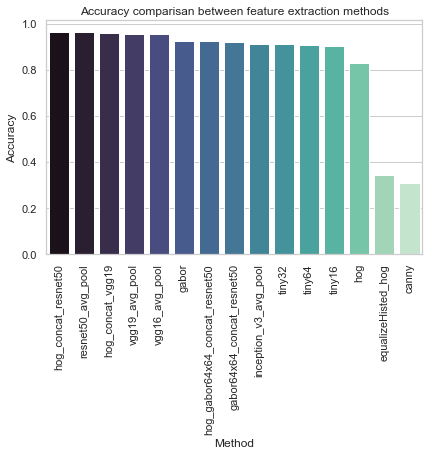 Accuracy comparisan between feature extraction methods
1.0
0.8
0.6
0.4
0.2
0.0
Accuracy
hog_concat_resnet50
resnet50_avg_pool
hog_concat_vgg19
vgg19_avg_pool
vgg16_avg_pool
gabor
hog_gabor64x64_concat_resnet50
gabor64x64_concat_resnet50
inception_v3_avg_pool
tiny32
tiny64
tiny16
hog
equalizeHisted_hog
canny
Method